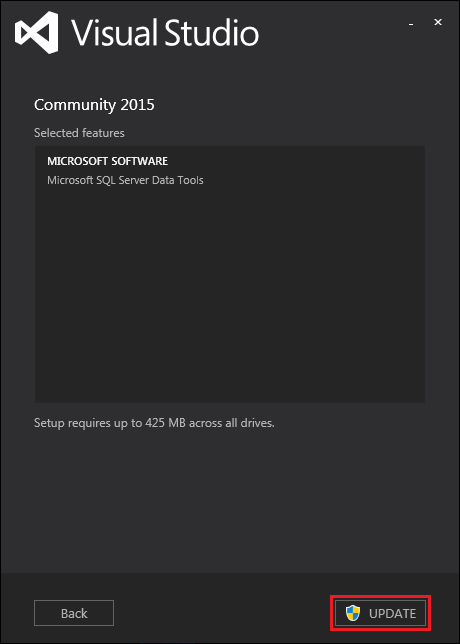 Visual Studio
Community 2015
Selected features
MICROSOFT SOFTWARE
Microsoft SQL Server Data Tools
Setup requires up to 425 MB across all drives.
Back
UPDATE